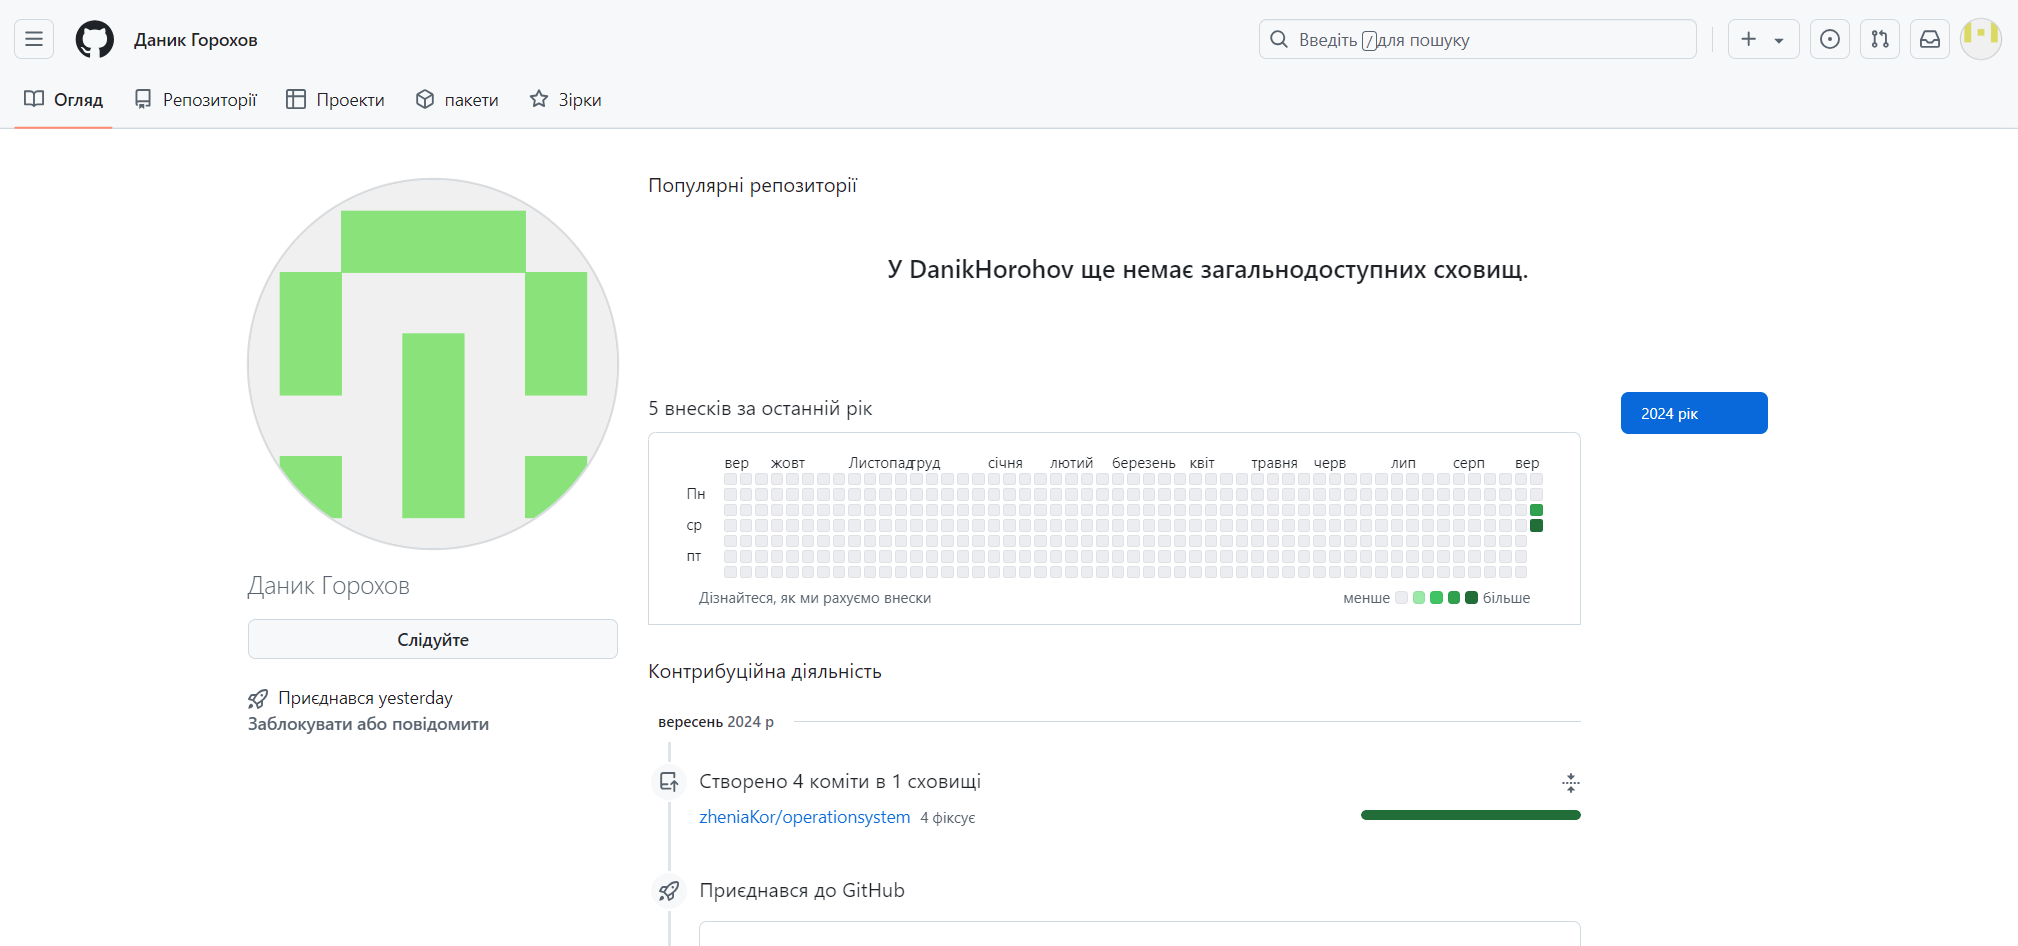 Даник Горохов
Введіть / для пошуку
Огляд
Репозиторії
Проекти
пакети
Зірки
Популярні репозиторії
У DanikHorohov ще немає загальнодоступних сховищ.
5 внесків за останній рік
2024 рік
вер жовт Листопад груд січня лютий березень квіт травня черв лип серп вер
Пн
ср
пт
Дізнайтеся, як ми рахуємо внески
менше більше
Даник Горохов
Слідуйте
Приєднався yesterday
Заблокувати або повідомити
Контрибуційна діяльність
вересень 2024 р
Створено 4 коміти в 1 сховищі
zheniaKor/operationsystem 4 фіксує
Приєднався до GitHub